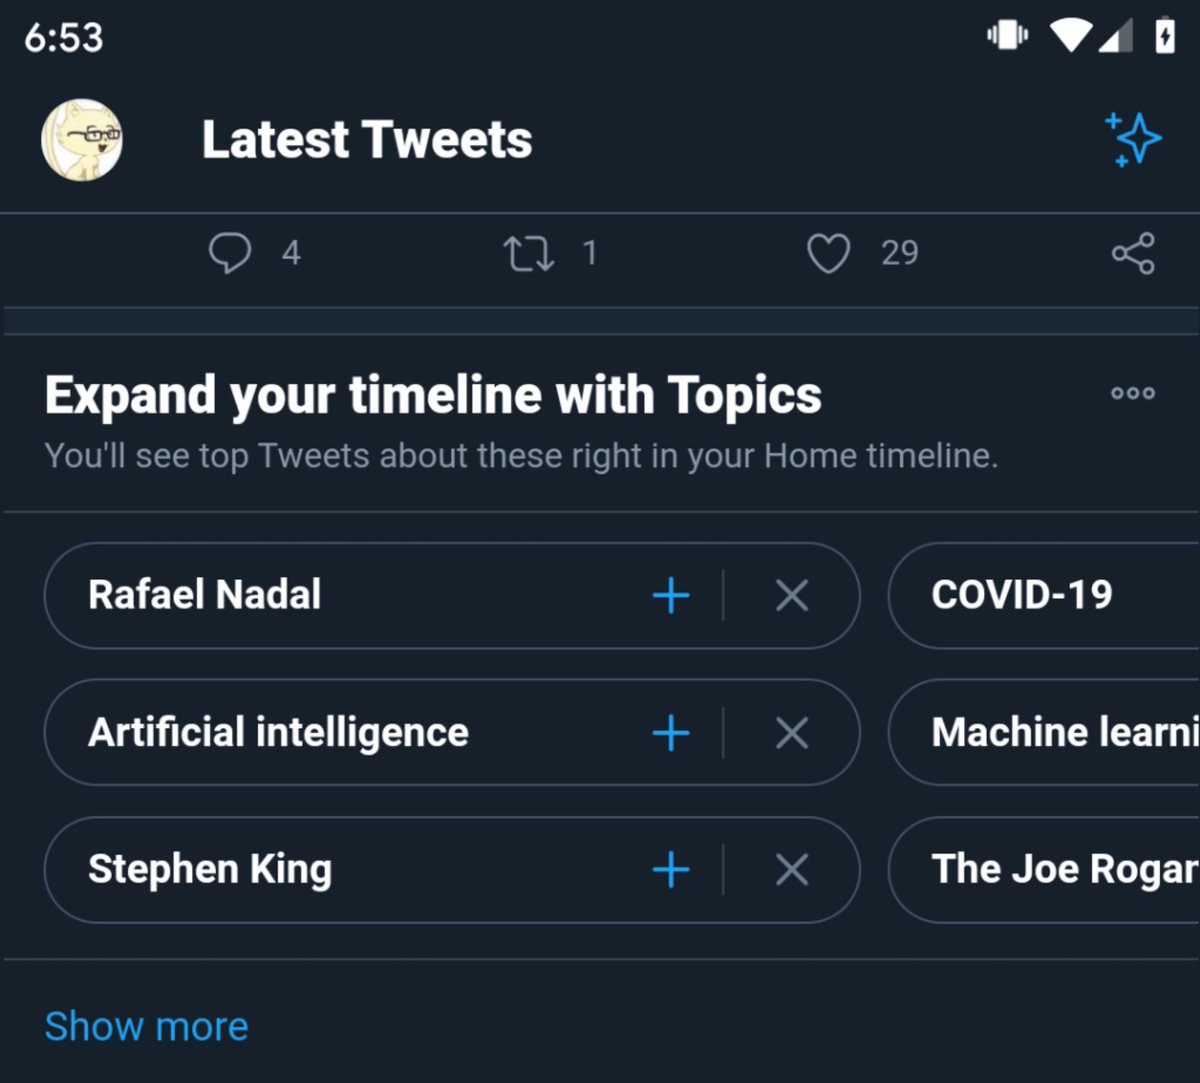 6:53
Latest Tweets
4 1 29
Expand your timeline with Topics
You'll see top Tweets about these right in your Home timeline.
Rafael Nadal COVID-19
Artificial intelligence Machine learni
Stephen King The Joe Rogan
Show more